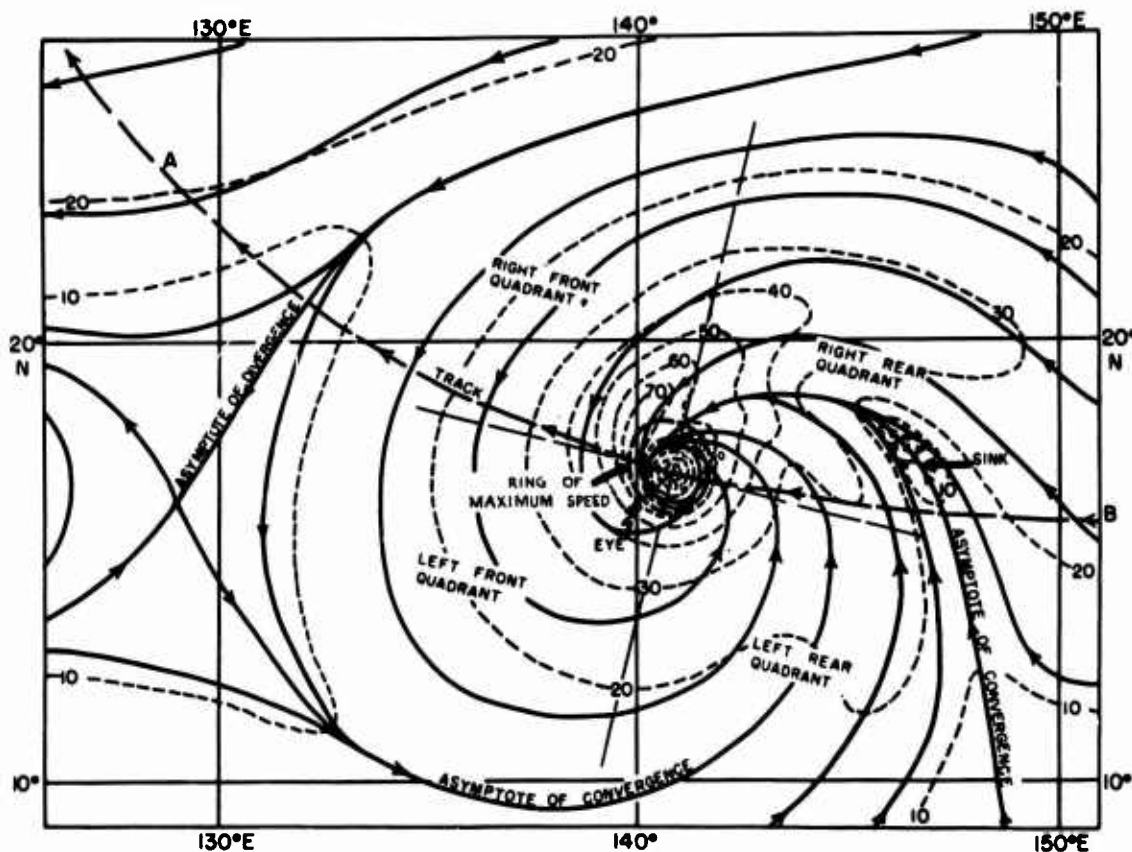 130°E
140°
150°E
20
A
20
20
10
RIGHT FRONT
QUADRANT
40
30
50
20°
N
60
RIGHT REAR
QUADRANT
20°
N
70
TRACK
ASYMPTOTE OF DIVERGENCE
SINK
RING OF
MAXIMUM SPEED
10
B
EYE
ASYMPTOTE OF CONVERGENCE
LEFT FRONT
QUADRANT
30
20
LEFT REAR
QUADRANT
10
20
10
10°
ASYMPTOTE OF CONVERGENCE
10°
10
130°E
140°
150°E